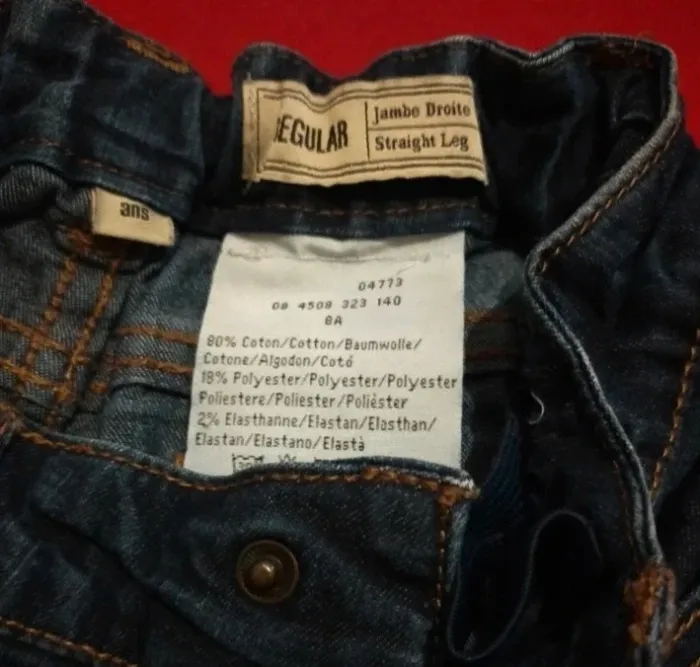 REGULAR
Jambe Droite
Straight Leg
ans
04773
08 4508 323 140
8A
80% Coton/Cotton/Baumwolle/
Cotone/Algodon/Cotó
18% Polyester/Polyester/Polyester
Poliestere/Poliester/Polièster
2% Elasthanne/Elastan/Elasthan/
Elastan/Elastano/Elastà